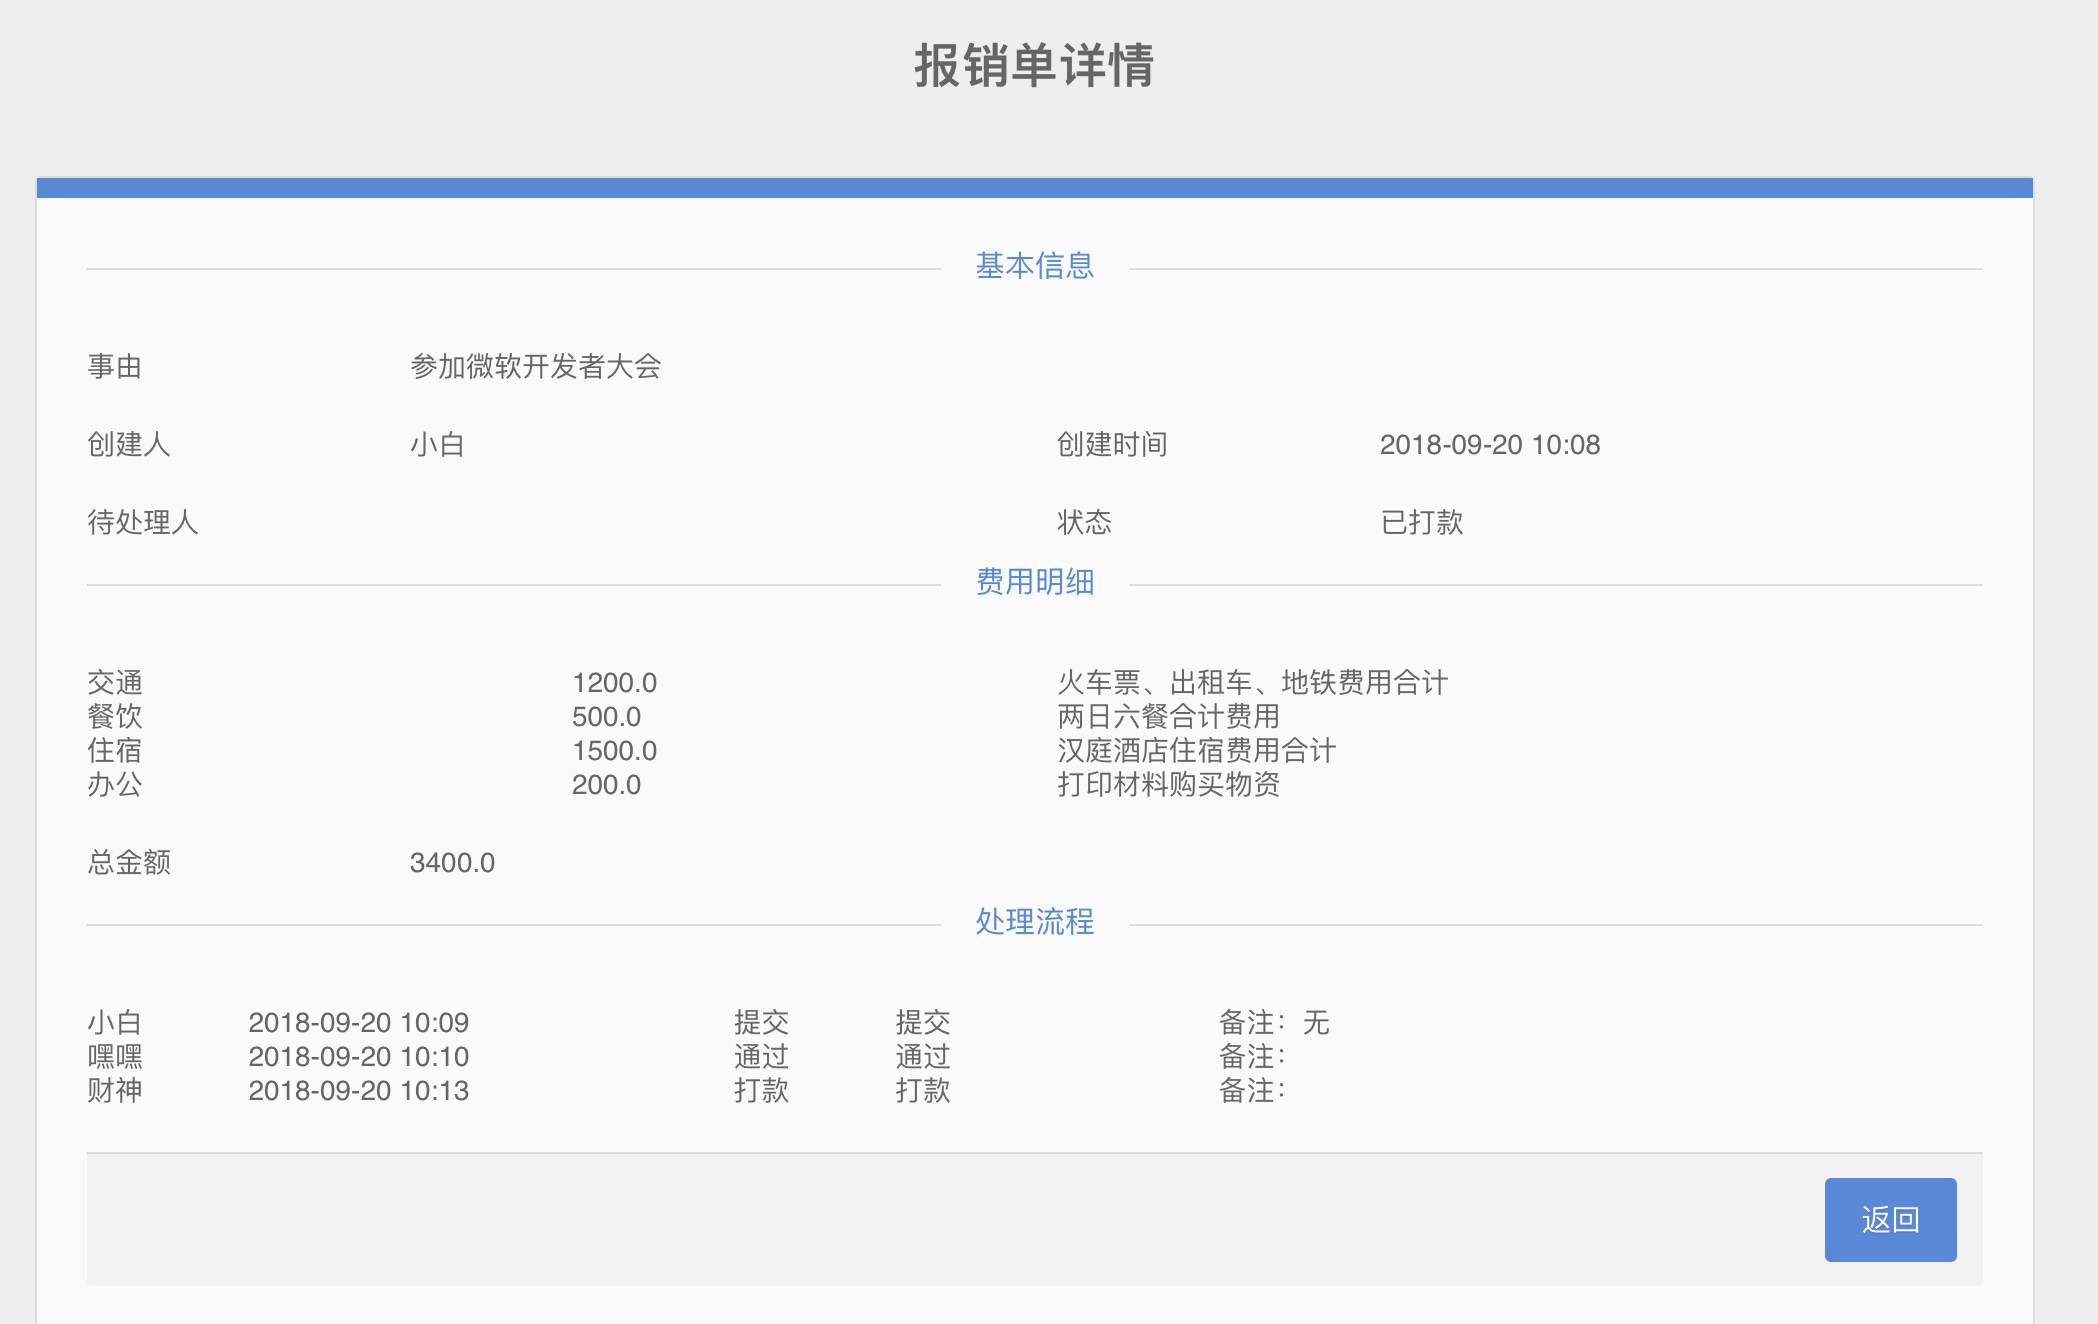 报销单详情
基本信息
事由 参加微软开发者大会
创建人 小白 创建时间 2018-09-20 10:08
待处理人 状态 已打款
费用明细
交通 1200.0 火车票、出租车、地铁费用合计
餐饮 500.0 两日六餐合计费用
住宿 1500.0 汉庭酒店住宿费用合计
办公 200.0 打印材料购买物资
总金额 3400.0
处理流程
小白 2018-09-20 10:09 提交 提交 备注：无
嘿嘿 2018-09-20 10:10 通过 通过 备注：
财神 2018-09-20 10:13 打款 打款 备注：
返回